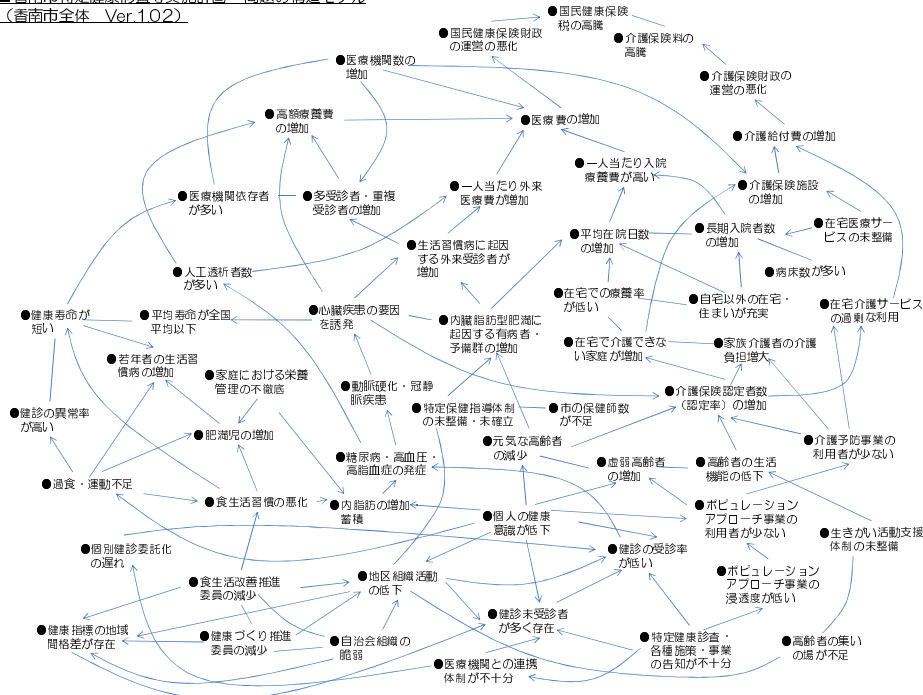 （香南市全体　Ver.102）
●国民健康保険
税の高騰
●国民健康保険財政
の運営の悪化
●介護保険料の
高騰
●医療機関数の
増加
●介護保険財政の
運営の悪化
●高額療養費
の増加
●医療費の増加
●介護給付費の増加
●一人当たり入院
療養費が高い
●医療機関依存者
が多い
●多受診者・重複
受診者の増加
●一人当たり外来
医療費が増加
●介護保険施設
の増加
●生活習慣病に起因
する外来受診者が
増加
●平均在院日数
の増加
●長期入院者数
の増加
●在宅医療サー
ビスの未整備
●人工透析者数
が多い
●病床数が多い
●健康寿命が
短い
●平均寿命が全国
平均以下
●心臓疾患の要因
を誘発
●内臓脂肪型肥満に
起因する有病者・
予備群の増加
●在宅での療養率
が低い
●自宅以外の在宅・
住まいが充実
●在宅介護サービス
の過剰な利用
●若年者の生活習
慣病の増加
●家庭における栄養
管理の不徹底
●在宅で介護できな
い家庭が増加
●家族介護者の介護
負担増大
●動脈硬化・冠静
脈疾患
●健診の異常率
が高い
●特定保健指導体制
の未整備・未確立
●市の保健師数
が不足
●介護保険認定者数
（認定率）の増加
●肥満児の増加
●元気な高齢者
の減少
●介護予防事業の
利用者が少ない
●糖尿病・高血圧・
高脂血症の発症
●虚弱高齢者
の増加
●高齢者の生活
機能の低下
●過食・運動不足
●食生活習慣の悪化
●内脂肪の増加
蓄積
●個人の健康
意識が低下
●ポピュレーション
アプローチ事業の
利用者が少ない
●生きがい活動支援
体制の未整備
●個別健診委託化
の遅れ
●健診の受診率
が低い
●食生活改善推進
委員の減少
●地区組織活動
の低下
●ポピュレーション
アプローチ事業の
浸透度が低い
●健康指標の地域
間格差が存在
●健康づくり推進
委員の減少
●自治会組織の
脆弱
●健診未受診者
が多く存在
●医療機関との連携
体制が不十分
●特定健康診査・
各種施策・事業
の告知が不十分
●高齢者の集い
の場が不足